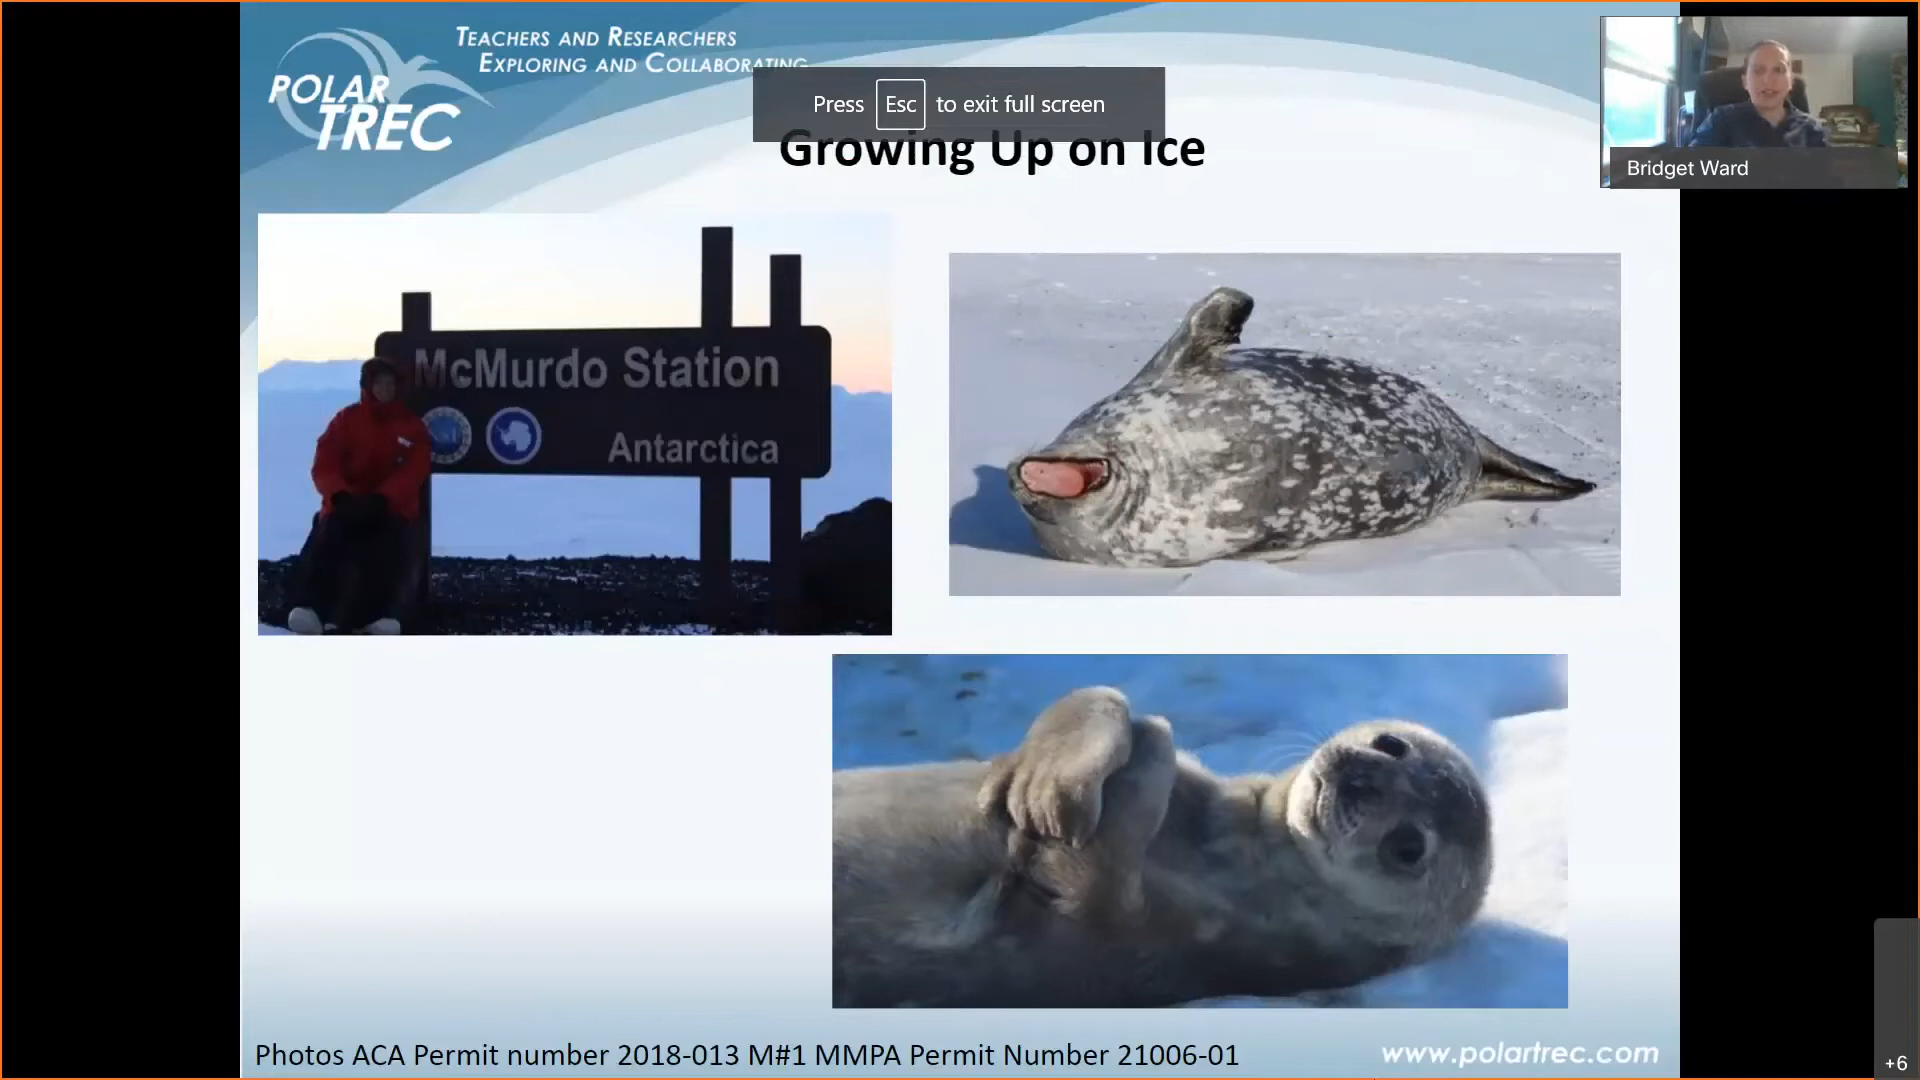 TEACHERS AND RESEARCHERS
EXPLORING AND COLLABORATING
POLAR
TREC
Press Esc to exit full screen
Growing Up on Ice
Bridget Ward
McMurdo Station
Antarctica
Photos ACA Permit number 2018-013 M#1 MMPA Permit Number 21006-01
www.polartrec.com
+6